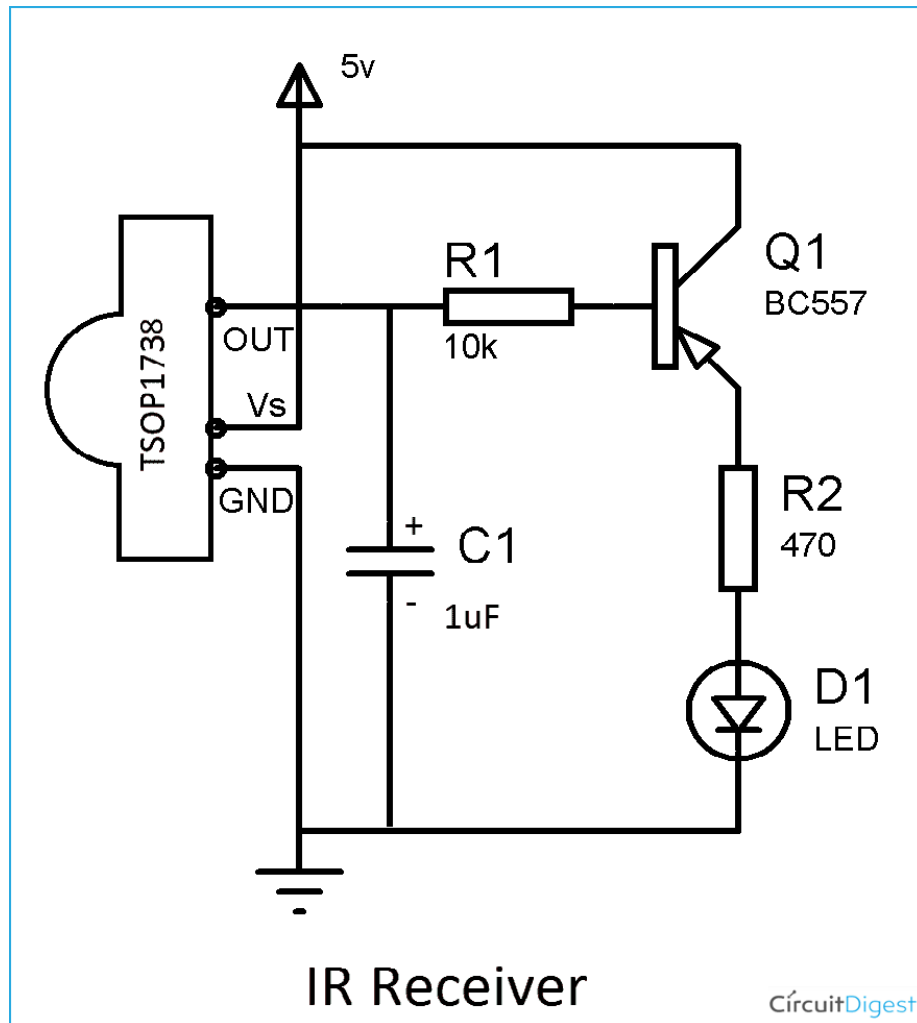 5v
R1
10k
Q1
BC557
OUT
Vs
GND
TSOP1738
+
-
C1
1uF
R2
470
D1
LED
IR Receiver
CircuitDigest